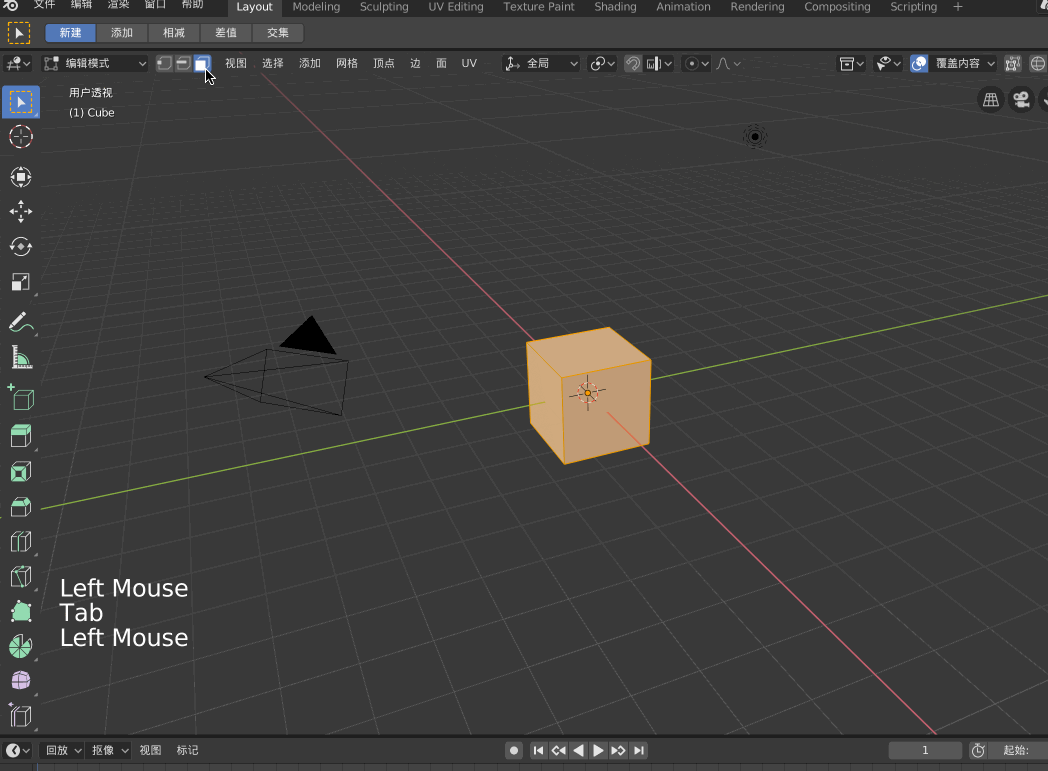 文件 编辑 渲染 窗口 帮助 Layout Modeling Sculpting UV Editing Texture Paint Shading Animation Rendering Compositing Scripting +
新建 添加 相减 差值 交集
编辑模式 视图 选择 添加 网格 顶点 边 面 UV 全局 覆盖内容
用户透视
(1) Cube
Left Mouse
Tab
Left Mouse
回放 抠像 视图 标记 1 起始: